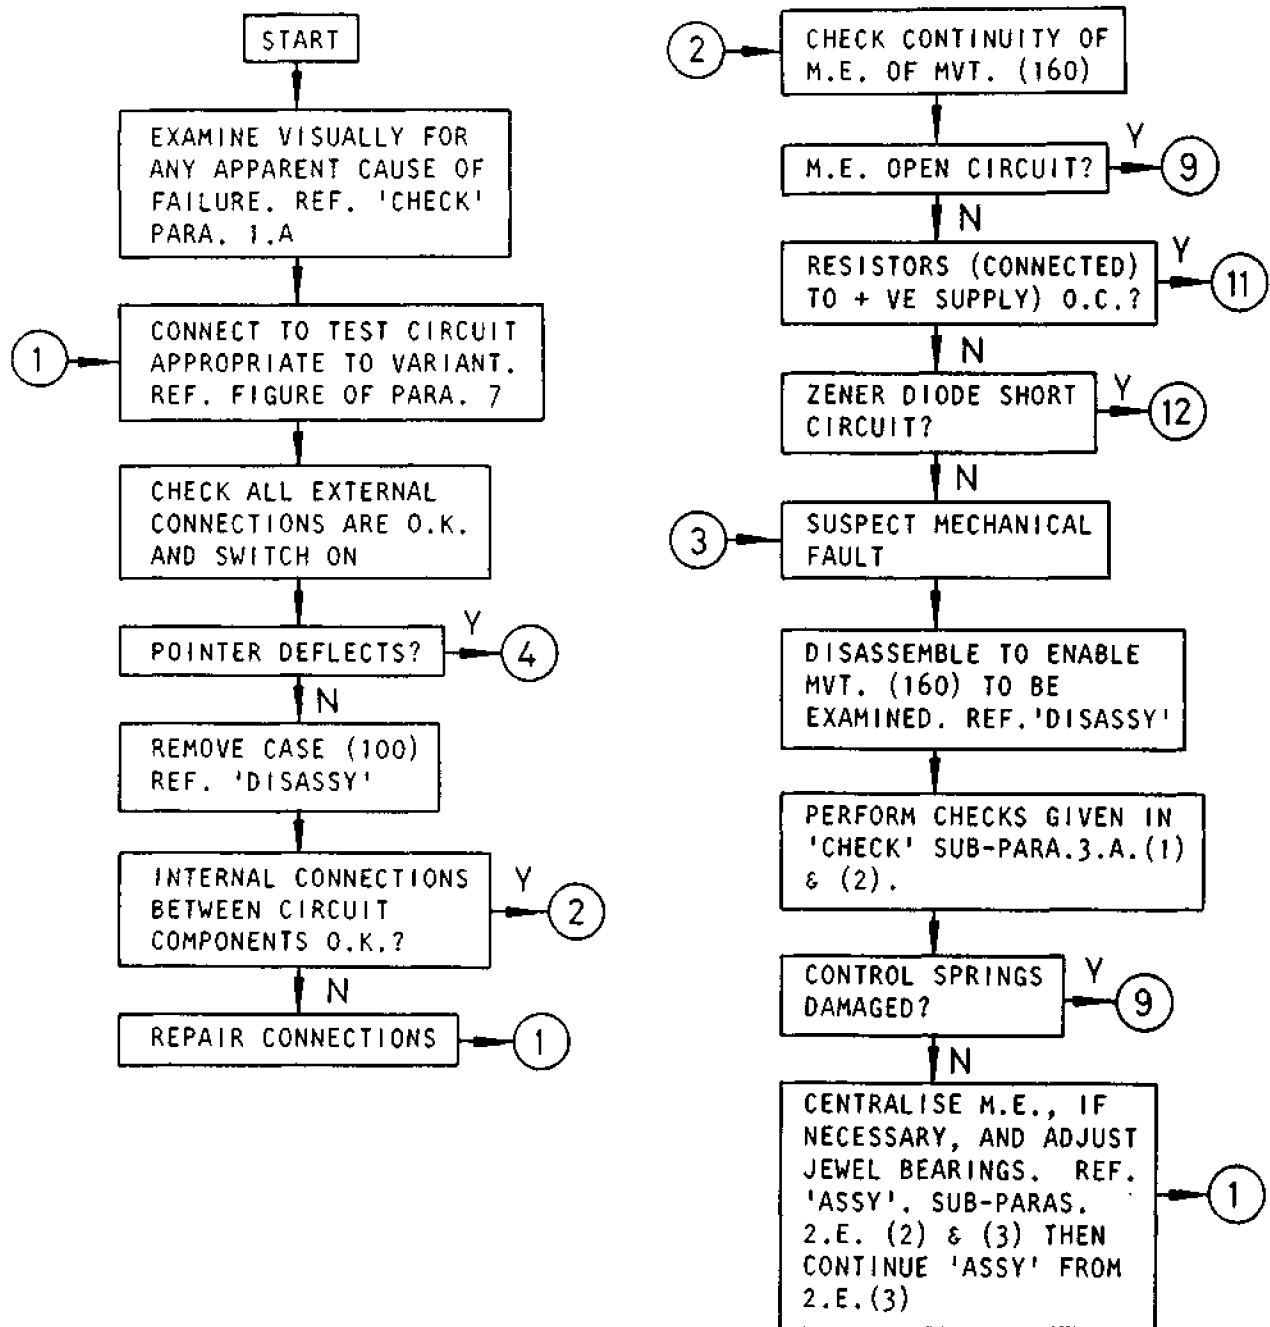 START
EXAMINE VISUALLY FOR
ANY APPARENT CAUSE OF
FAILURE. REF. 'CHECK'
PARA. 1.A
1
CONNECT TO TEST CIRCUIT
APPROPRIATE TO VARIANT.
REF. FIGURE OF PARA. 7
CHECK ALL EXTERNAL
CONNECTIONS ARE O.K.
AND SWITCH ON
POINTER DEFLECTS?
Y
4
N
REMOVE CASE (100)
REF. 'DISASSY'
INTERNAL CONNECTIONS
BETWEEN CIRCUIT
COMPONENTS O.K.?
Y
2
N
REPAIR CONNECTIONS
1
2
CHECK CONTINUITY OF
M.E. OF MVT. (160)
M.E. OPEN CIRCUIT?
Y
9
N
RESISTORS (CONNECTED)
TO + VE SUPPLY) O.C.?
Y
11
N
ZENER DIODE SHORT
CIRCUIT?
Y
12
N
3
SUSPECT MECHANICAL
FAULT
DISASSEMBLE TO ENABLE
MVT. (160) TO BE
EXAMINED. REF.'DISASSY'
PERFORM CHECKS GIVEN IN
'CHECK' SUB-PARA.3.A.(1)
& (2).
CONTROL SPRINGS
DAMAGED?
Y
9
N
CENTRALISE M.E., IF
NECESSARY, AND ADJUST
JEWEL BEARINGS. REF.
'ASSY'. SUB-PARAS.
2.E. (2) & (3) THEN
CONTINUE 'ASSY' FROM
2.E.(3)
1